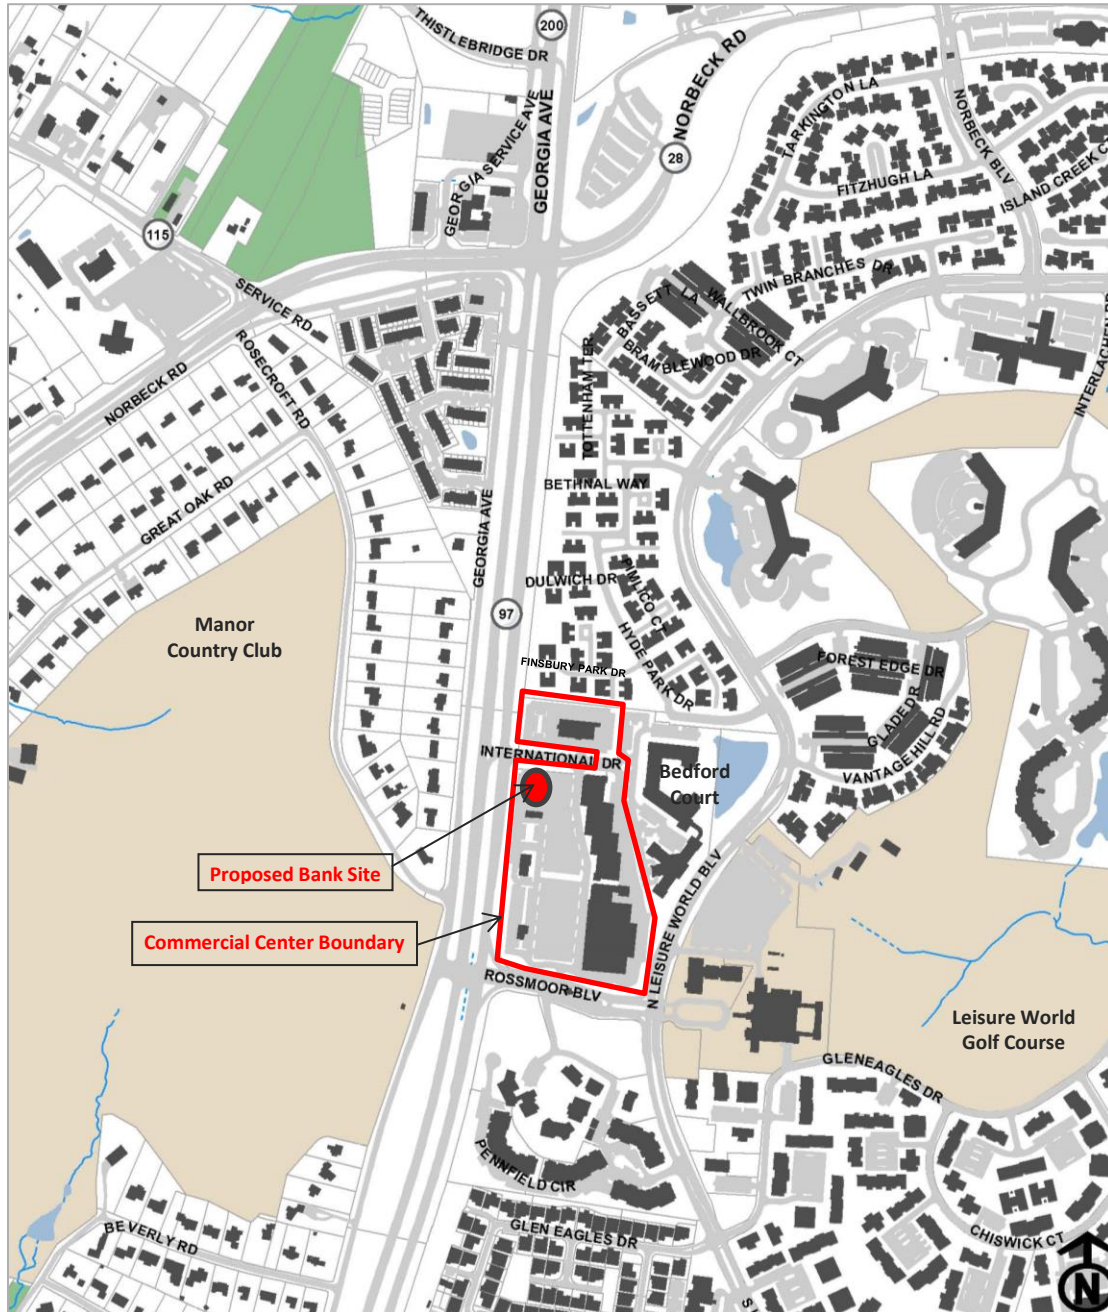 THISTLEBRIDGE DR
200
NORBECK RD
GEORGIA SERVICE AVE
GEORGIA AVE
28
TARKINGTON LA
NORBECK BLV
FITZHUGH LA
ISLAND CREEK C
115
SERVICE RD
TWIN BRANCHES DR
BASSETT LA
WALLBROOK CT
BRAMBLEWOOD DR
ROSECROFT RD
NORBECK RD
TOTTENHAM TER
INTERLACHEN DR
GREAT OAK RD
BETHNAL WAY
GEORGIA AVE
DULWICH DR
PIMLICO CT
97
HYDE PARK DR
Manor
Country Club
FINSBURY PARK DR
FOREST EDGE DR
GLADE DR
VANTAGE HILL RD
INTERNATIONAL DR
Bedford
Court
Proposed Bank Site
Commercial Center Boundary
N LEISURE WORLD BLV
ROSSMOOR BLV
Leisure World
Golf Course
GLENEAGLES DR
PENNFIELD CIR
GLEN EAGLES DR
BEVERLY RD
CHISWICK CT
S
N